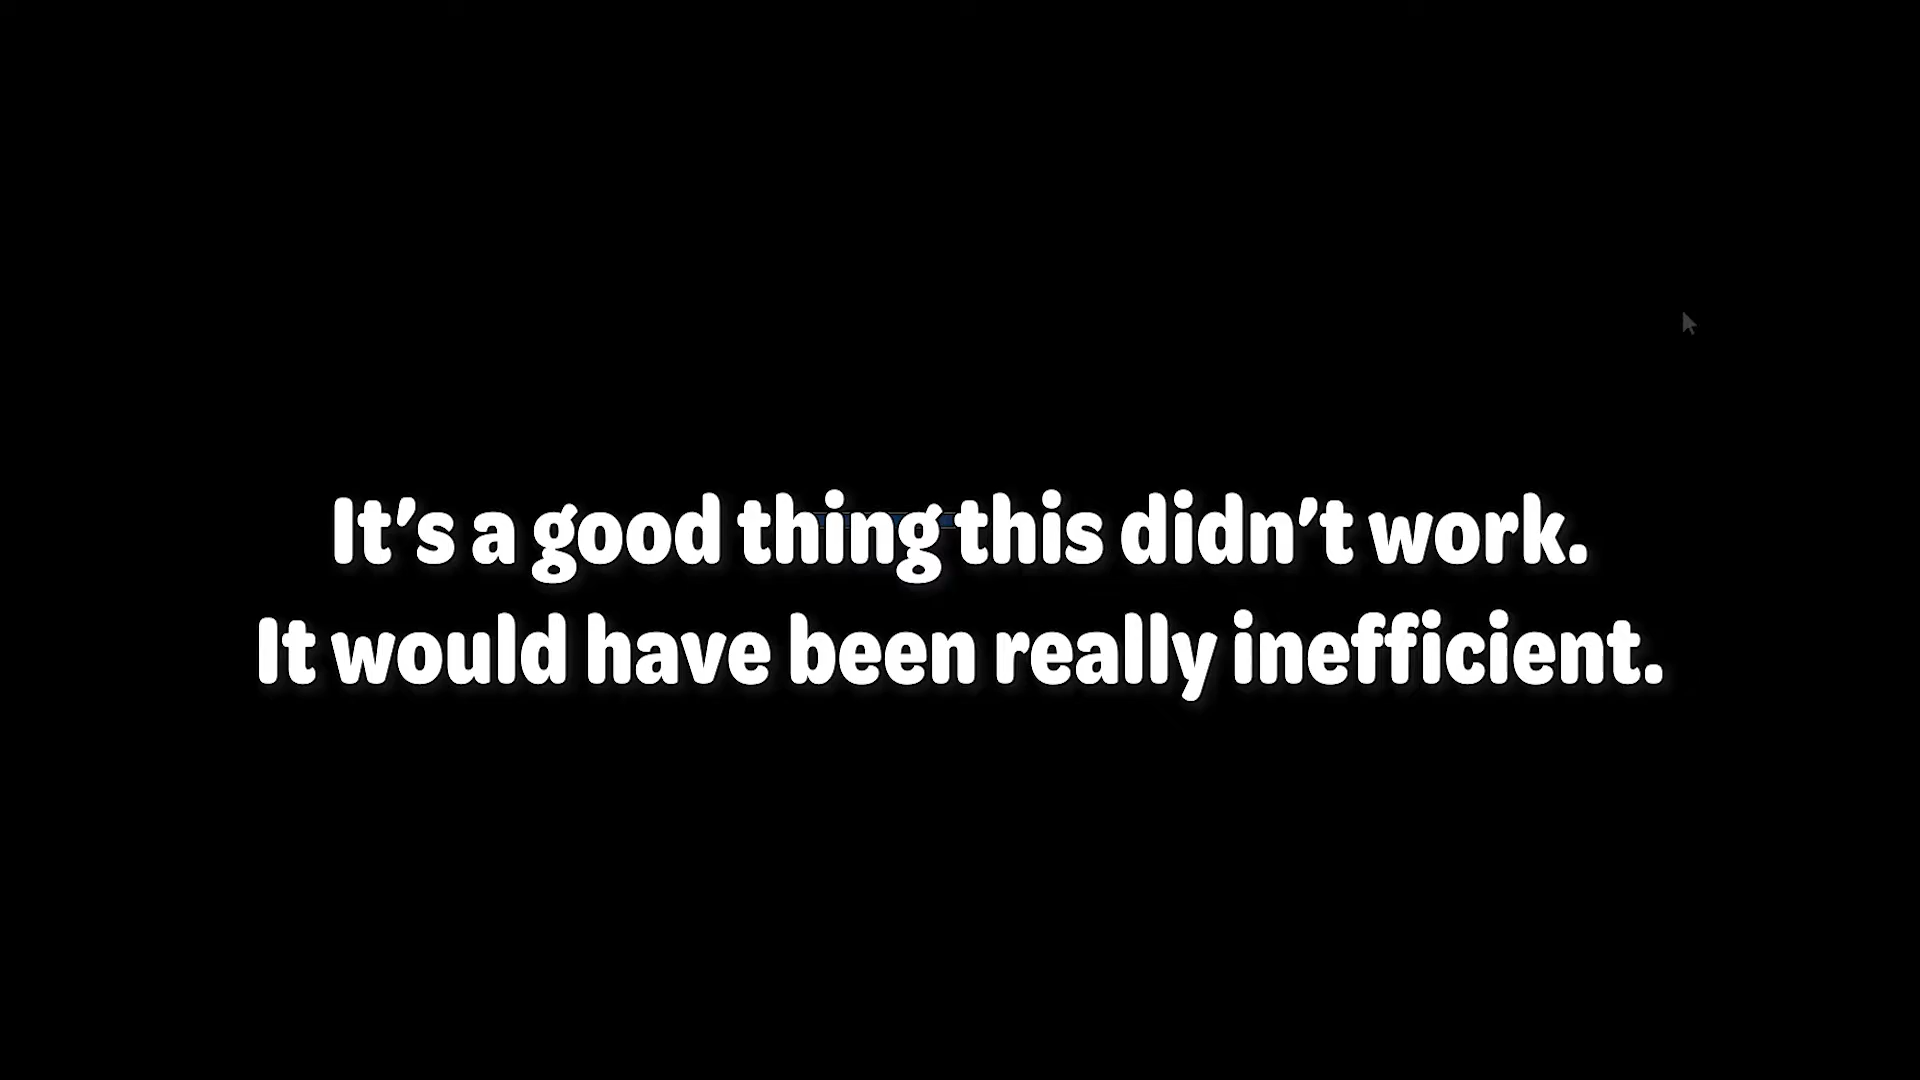 It’s a good thing this didn’t work.
It would have been really inefficient.